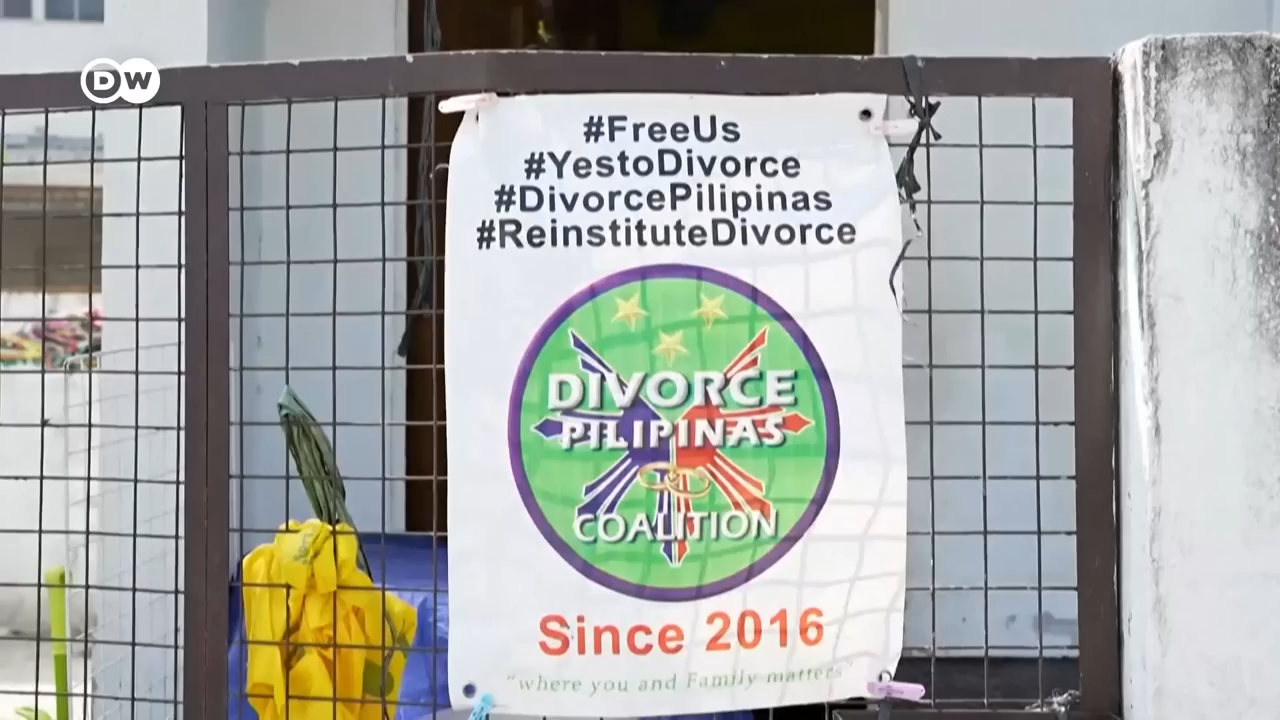 DW
#FreeUs
#YestoDivorce
#DivorcePilipinas
#ReinstituteDivorce
DIVORCE
PILIPINAS
COALITION
Since 2016
"where you and Family matters"